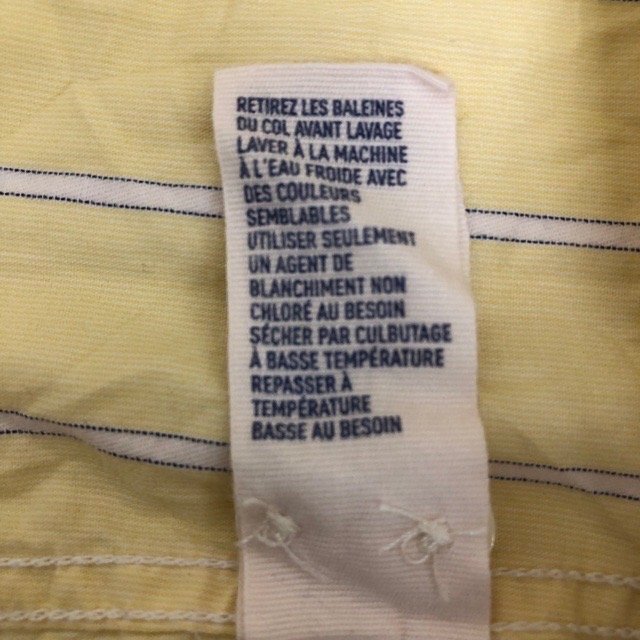 RETIREZ LES BALEINES
DU COL AVANT LAVAGE
LAVER À LA MACHINE
À L'EAU FROIDE AVEC
DES COULEURS
SEMBLABLES
UTILISER SEULEMENT
UN AGENT DE
BLANCHIMENT NON
CHLORÉ AU BESOIN
SÉCHER PAR CULBUTAGE
À BASSE TEMPÉRATURE
REPASSER À
TEMPÉRATURE
BASSE AU BESOIN